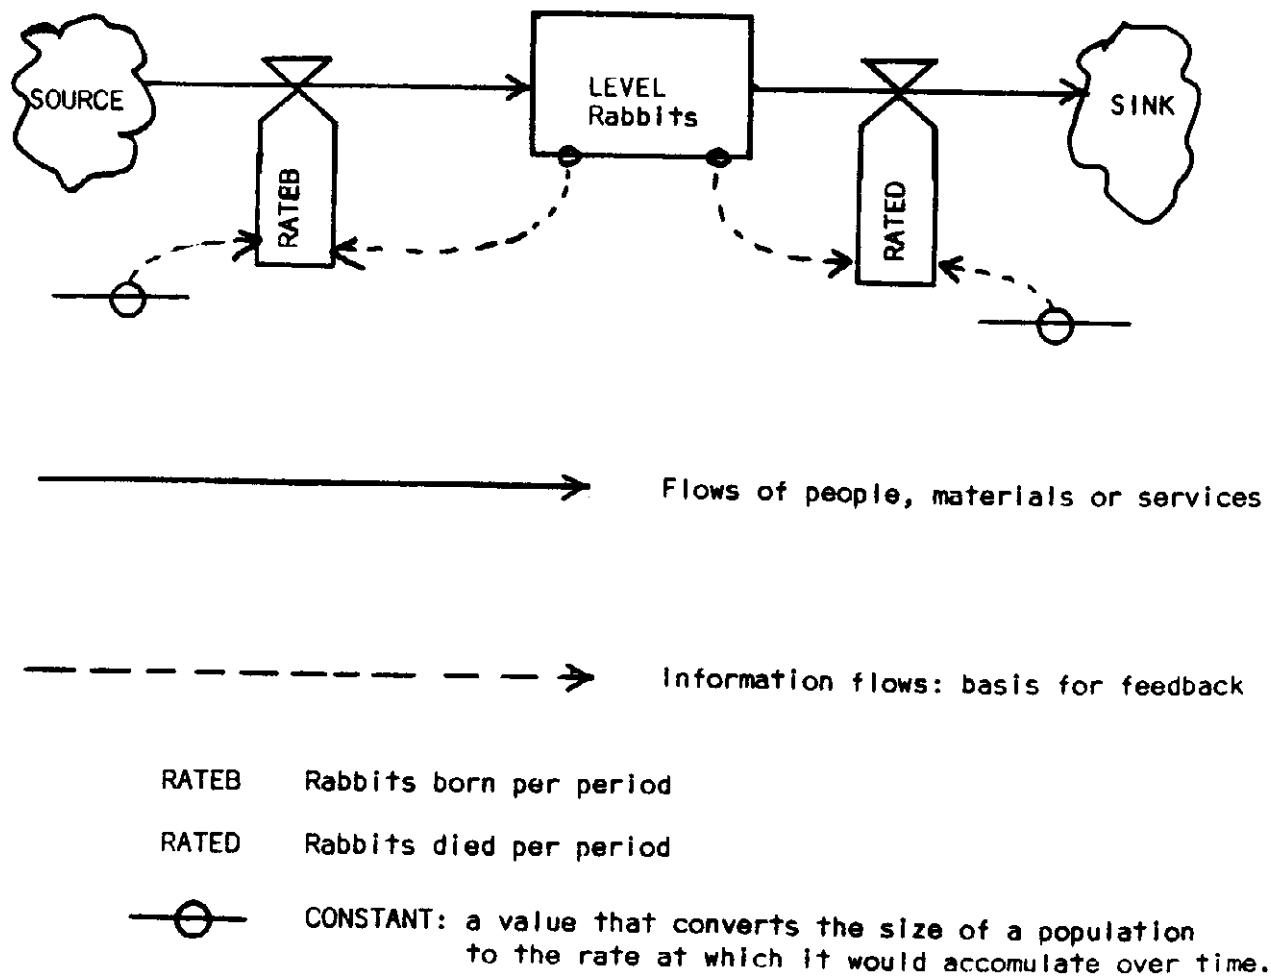 SOURCE
LEVEL
Rabbits
SINK
RATEB
RATED
Flows of people, materials or services
Information flows: basis for feedback
RATEB Rabbits born per period
RATED Rabbits died per period
CONSTANT: a value that converts the size of a population
to the rate at which it would accomulate over time.